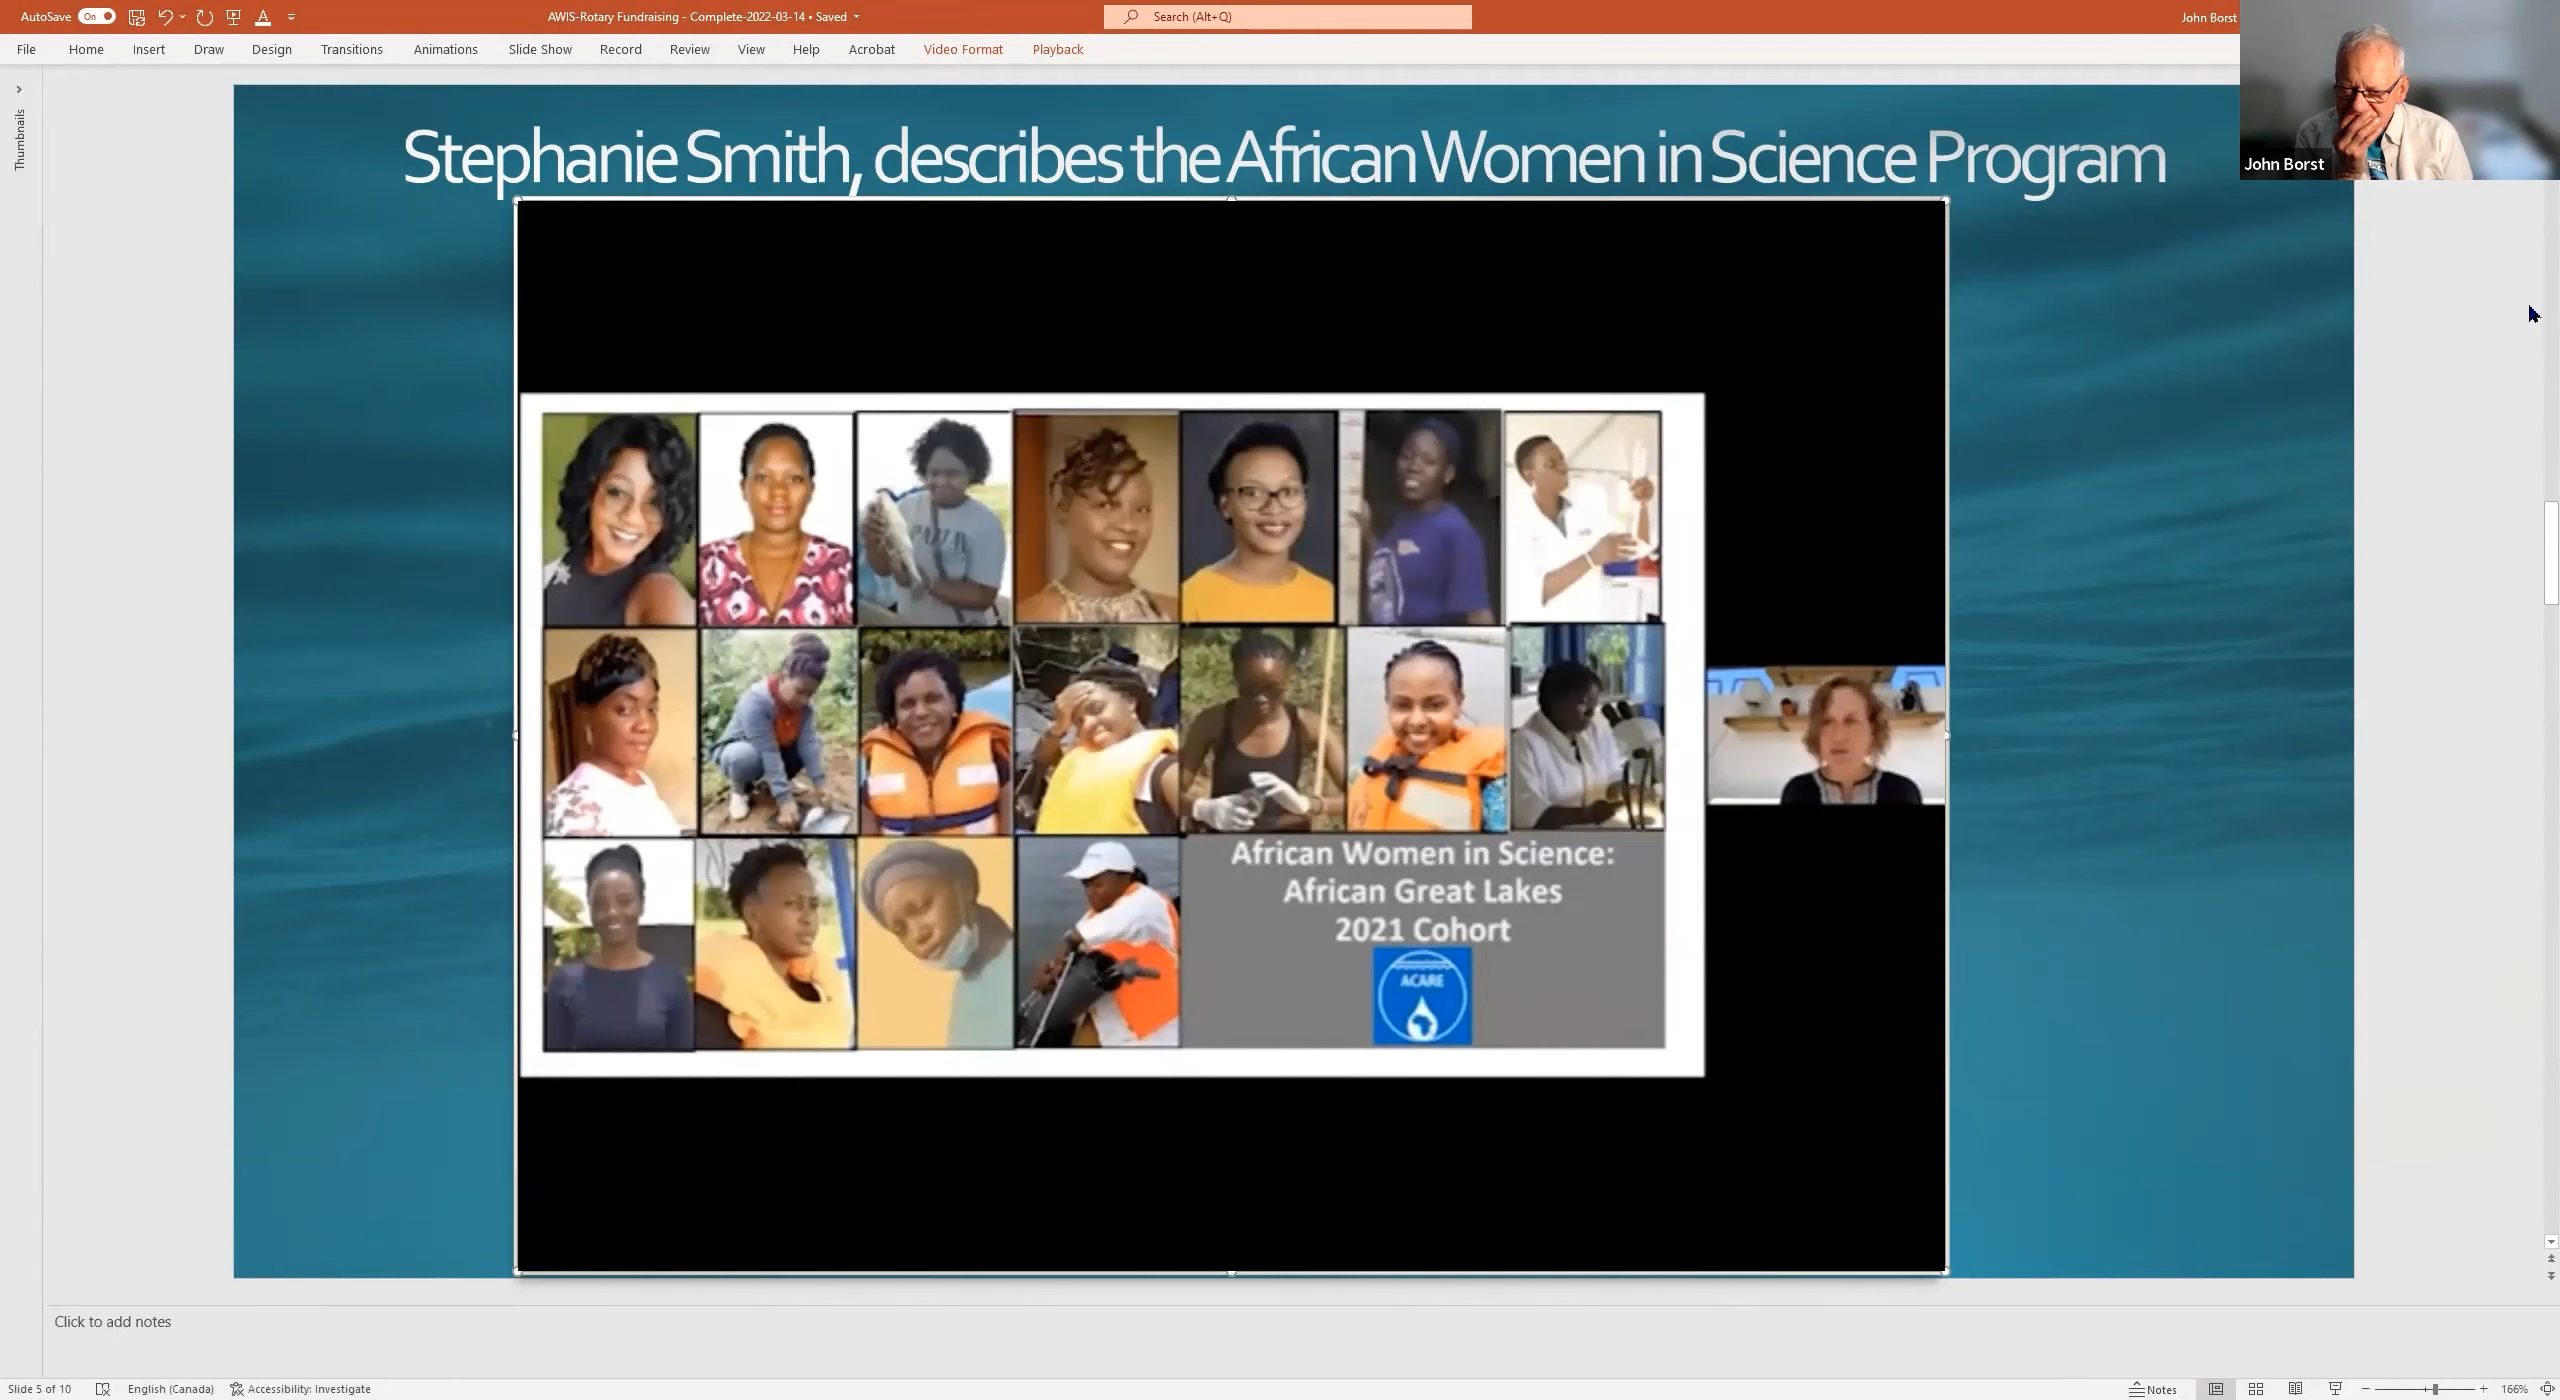 AutoSave On
AWIS-Rotary Fundraising - Complete-2022-03-14 • Saved
Search (Alt+Q)
John Borst
File Home Insert Draw Design Transitions Animations Slide Show Record Review View Help Acrobat Video Format Playback
Thumbnails
Stephanie Smith, describes the African Women in Science Program
John Borst
African Women in Science:
African Great Lakes
2021 Cohort
ACARE
Click to add notes
Slide 5 of 10 English (Canada) Accessibility: Investigate Notes 166%